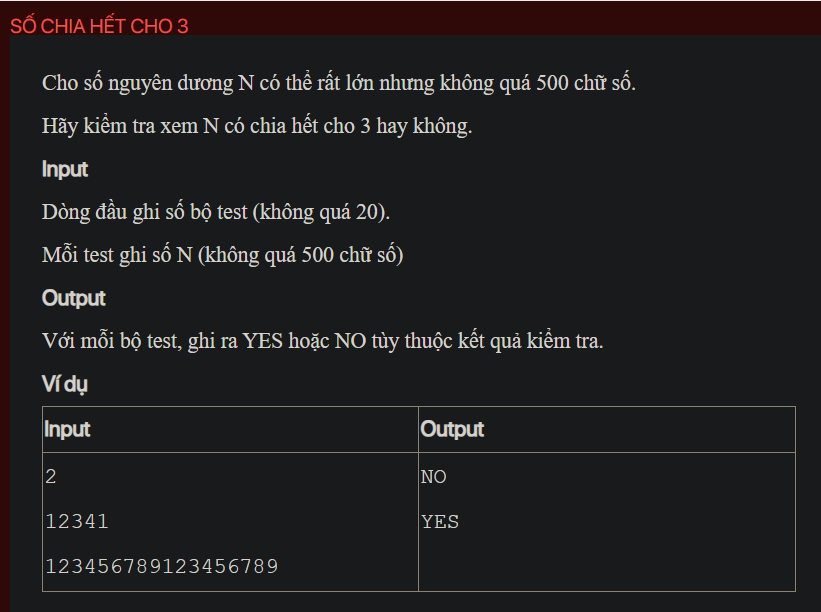 SỐ CHIA HẾT CHO 3
Cho số nguyên dương N có thể rất lớn nhưng không quá 500 chữ số.
Hãy kiểm tra xem N có chia hết cho 3 hay không.
Input
Dòng đầu ghi số bộ test (không quá 20).
Mỗi test ghi số N (không quá 500 chữ số)
Output
Với mỗi bộ test, ghi ra YES hoặc NO tùy thuộc kết quả kiểm tra.
Ví dụ
Input Output
2 NO
12341 YES
123456789123456789